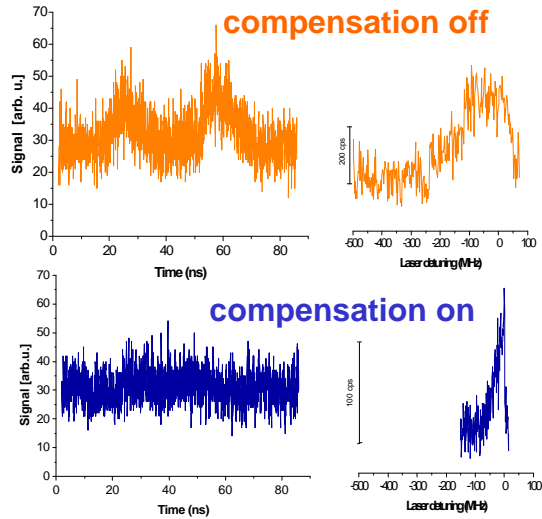 compensation off
70
60
50
40
30
20
10
0
Signal [arb. u.]
0 20 40 60 80
Time (ns)
200 cps
-500 -400 -300 -200 -100 0 100
Laser detuning (MHz)
compensation on
70
60
50
40
30
20
10
0
Signal [arb.u.]
0 20 40 60 80
Time (ns)
100 cps
-500 -400 -300 -200 -100 0 100
Laser detuning (MHz)